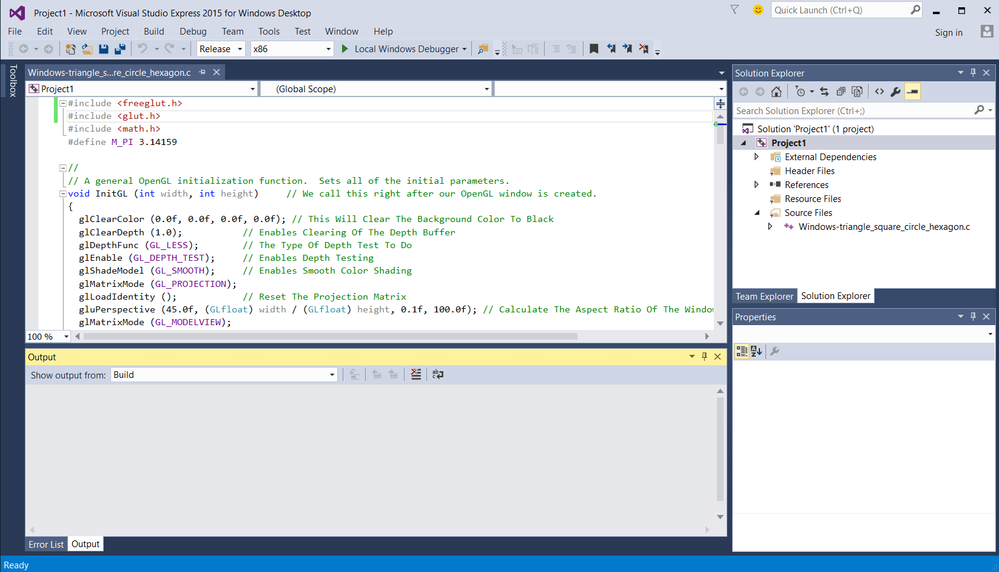 Project1 - Microsoft Visual Studio Express 2015 for Windows Desktop
Quick Launch (Ctrl+Q)
File Edit View Project Build Debug Team Tools Test Window Help
Sign in
Release x86 Local Windows Debugger
Toolbox
Windows-triangle_s...re_circle_hexagon.c
Project1 (Global Scope)
#include <freeglut.h>
#include <glut.h>
#include <math.h>
#define M_PI 3.14159
//
// A general OpenGL initialization function.  Sets all of the initial parameters.
void InitGL (int width, int height)     // We call this right after our OpenGL window is created.
{
glClearColor (0.0f, 0.0f, 0.0f, 0.0f); // This Will Clear The Background Color To Black
glClearDepth (1.0);           // Enables Clearing Of The Depth Buffer
glDepthFunc (GL_LESS);        // The Type Of Depth Test To Do
glEnable (GL_DEPTH_TEST);     // Enables Depth Testing
glShadeModel (GL_SMOOTH);     // Enables Smooth Color Shading
glMatrixMode (GL_PROJECTION);
glLoadIdentity ();            // Reset The Projection Matrix
gluPerspective (45.0f, (GLfloat) width / (GLfloat) height, 0.1f, 100.0f); // Calculate The Aspect Ratio Of The Windo
glMatrixMode (GL_MODELVIEW);
100 %
Output
Show output from: Build
Error List Output
Solution Explorer
Search Solution Explorer (Ctrl+;)
Solution 'Project1' (1 project)
Project1
External Dependencies
Header Files
References
Resource Files
Source Files
Windows-triangle_square_circle_hexagon.c
Team Explorer Solution Explorer
Properties
Ready